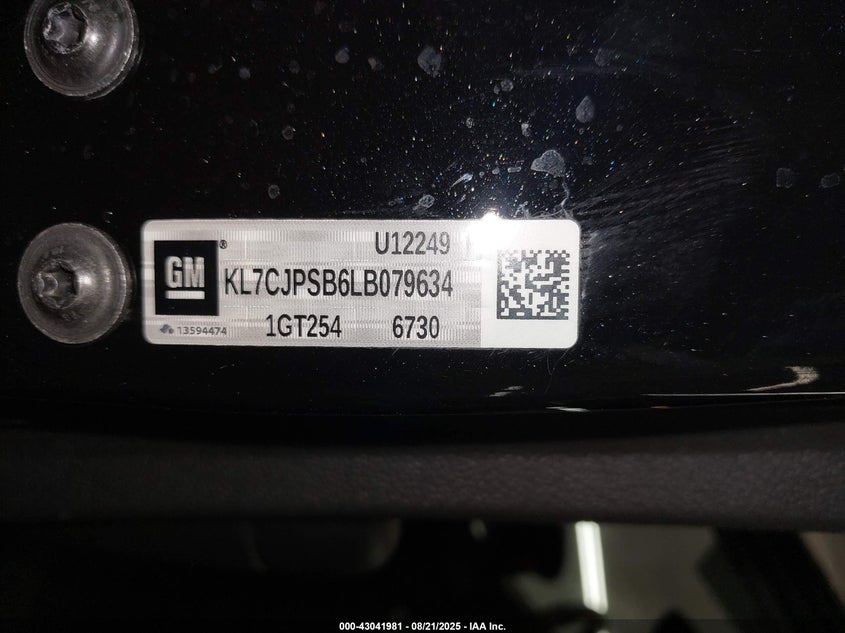 U12249
GM®
KL7CJPSB6LB079634
13594474
1GT254 6730
000-43041981 - 08/21/2025 - IAA Inc.